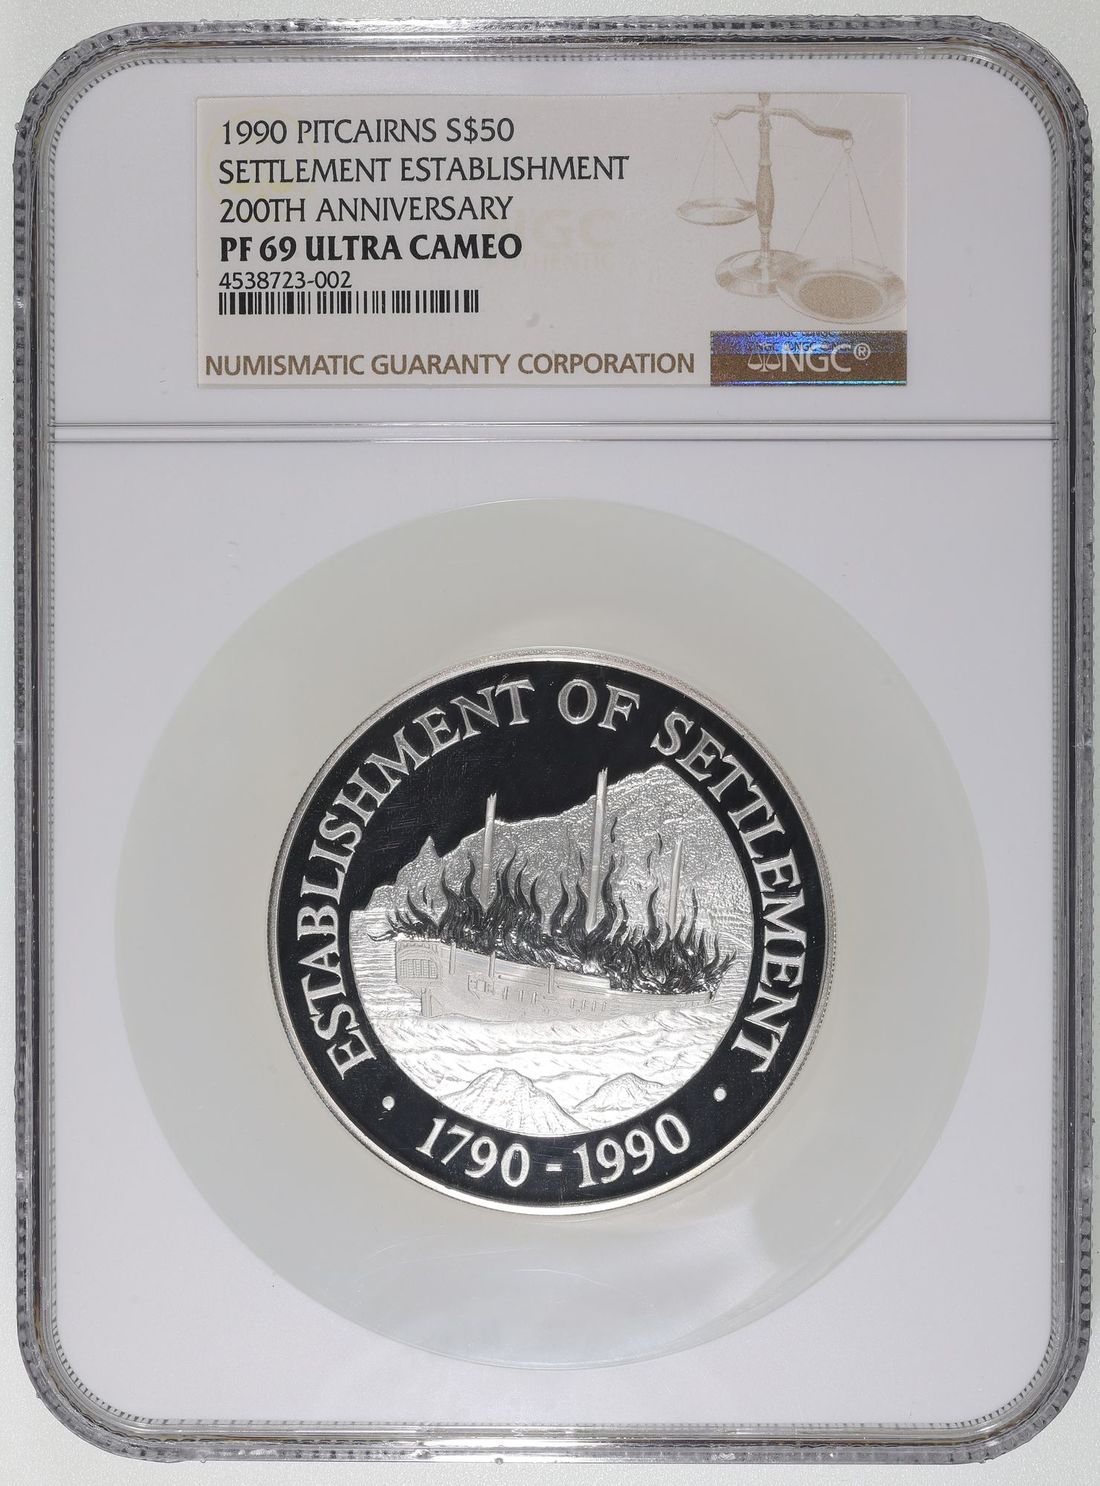 1990 PITCAIRNS S$50
SETTLEMENT ESTABLISHMENT
200TH ANNIVERSARY
PF 69 ULTRA CAMEO
4538723-002
NUMISMATIC GUARANTY CORPORATION
NGC®
ESTABLISHMENT OF SETTLEMENT
• 1790 - 1990 •